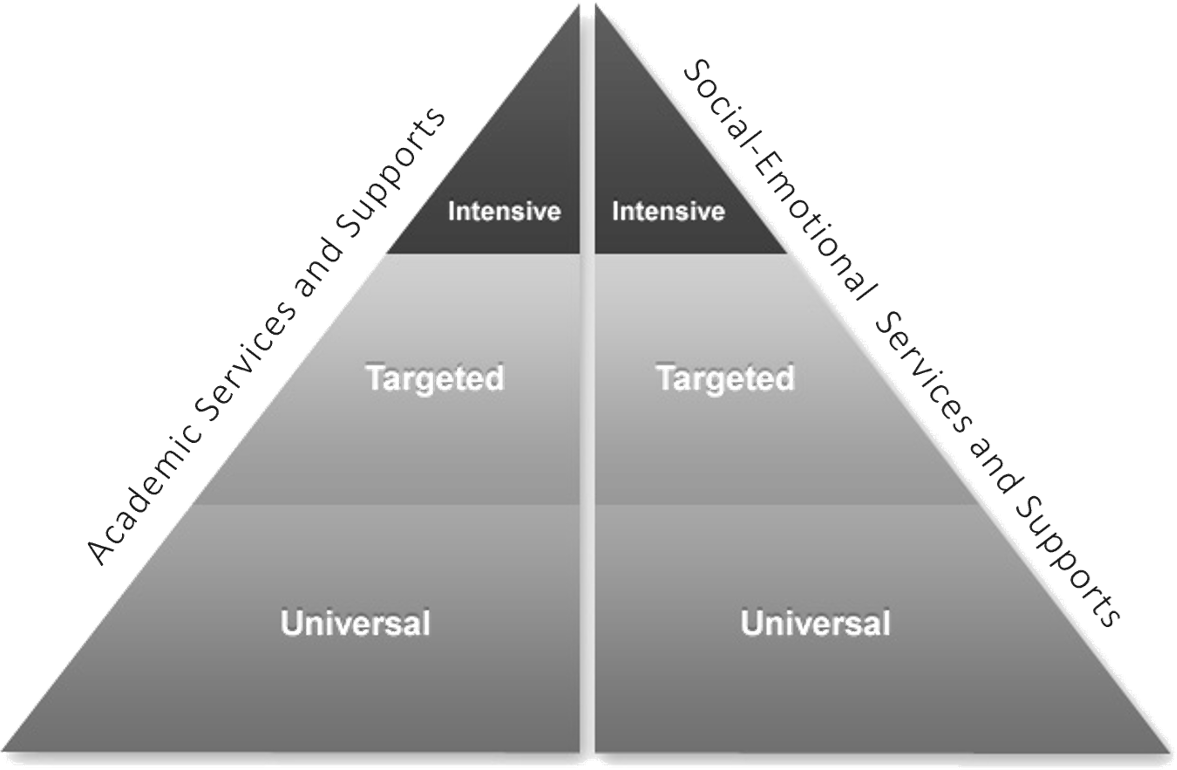 Academic Services and Supports
Social-Emotional Services and Supports
Intensive
Intensive
Targeted
Targeted
Universal
Universal